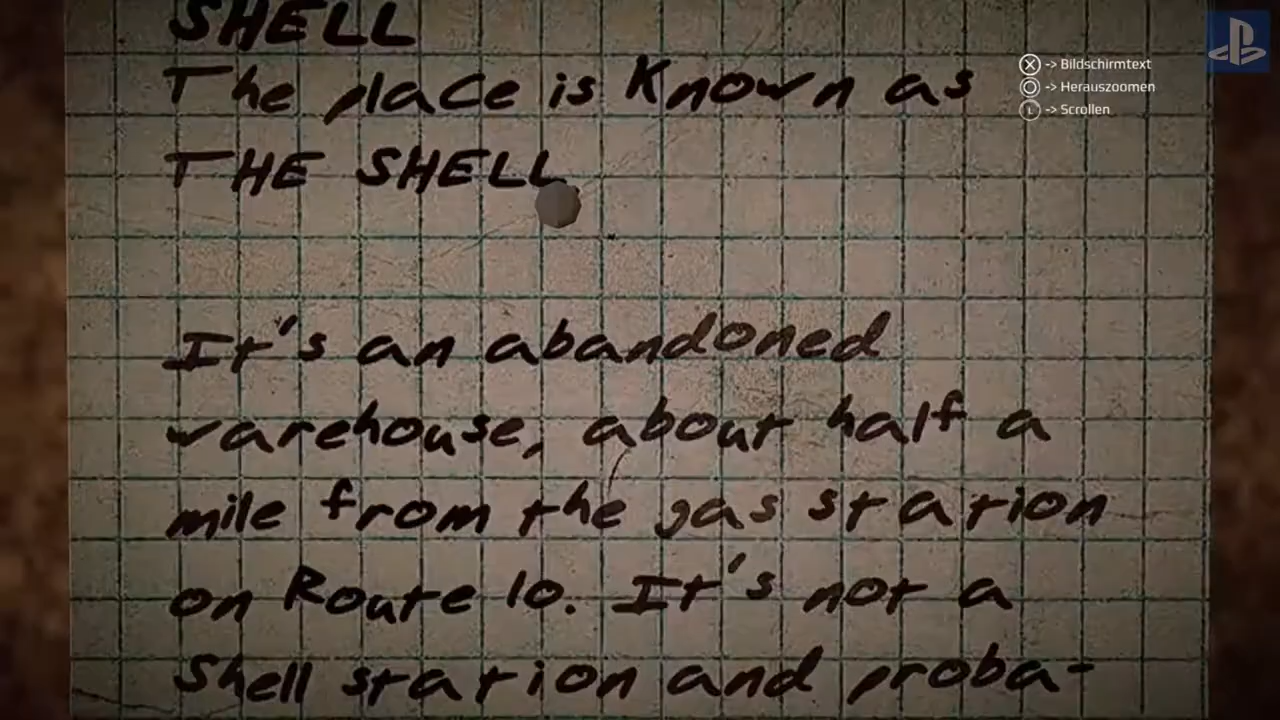 SHELL
The place is Known as
THE SHELL
It's an abandoned
warehouse, about half a
mile from the gas station
on Route 10. It's not a
Shell station and proba-
-> Bildschirmtext
-> Herauszoomen
L -> Scrollen